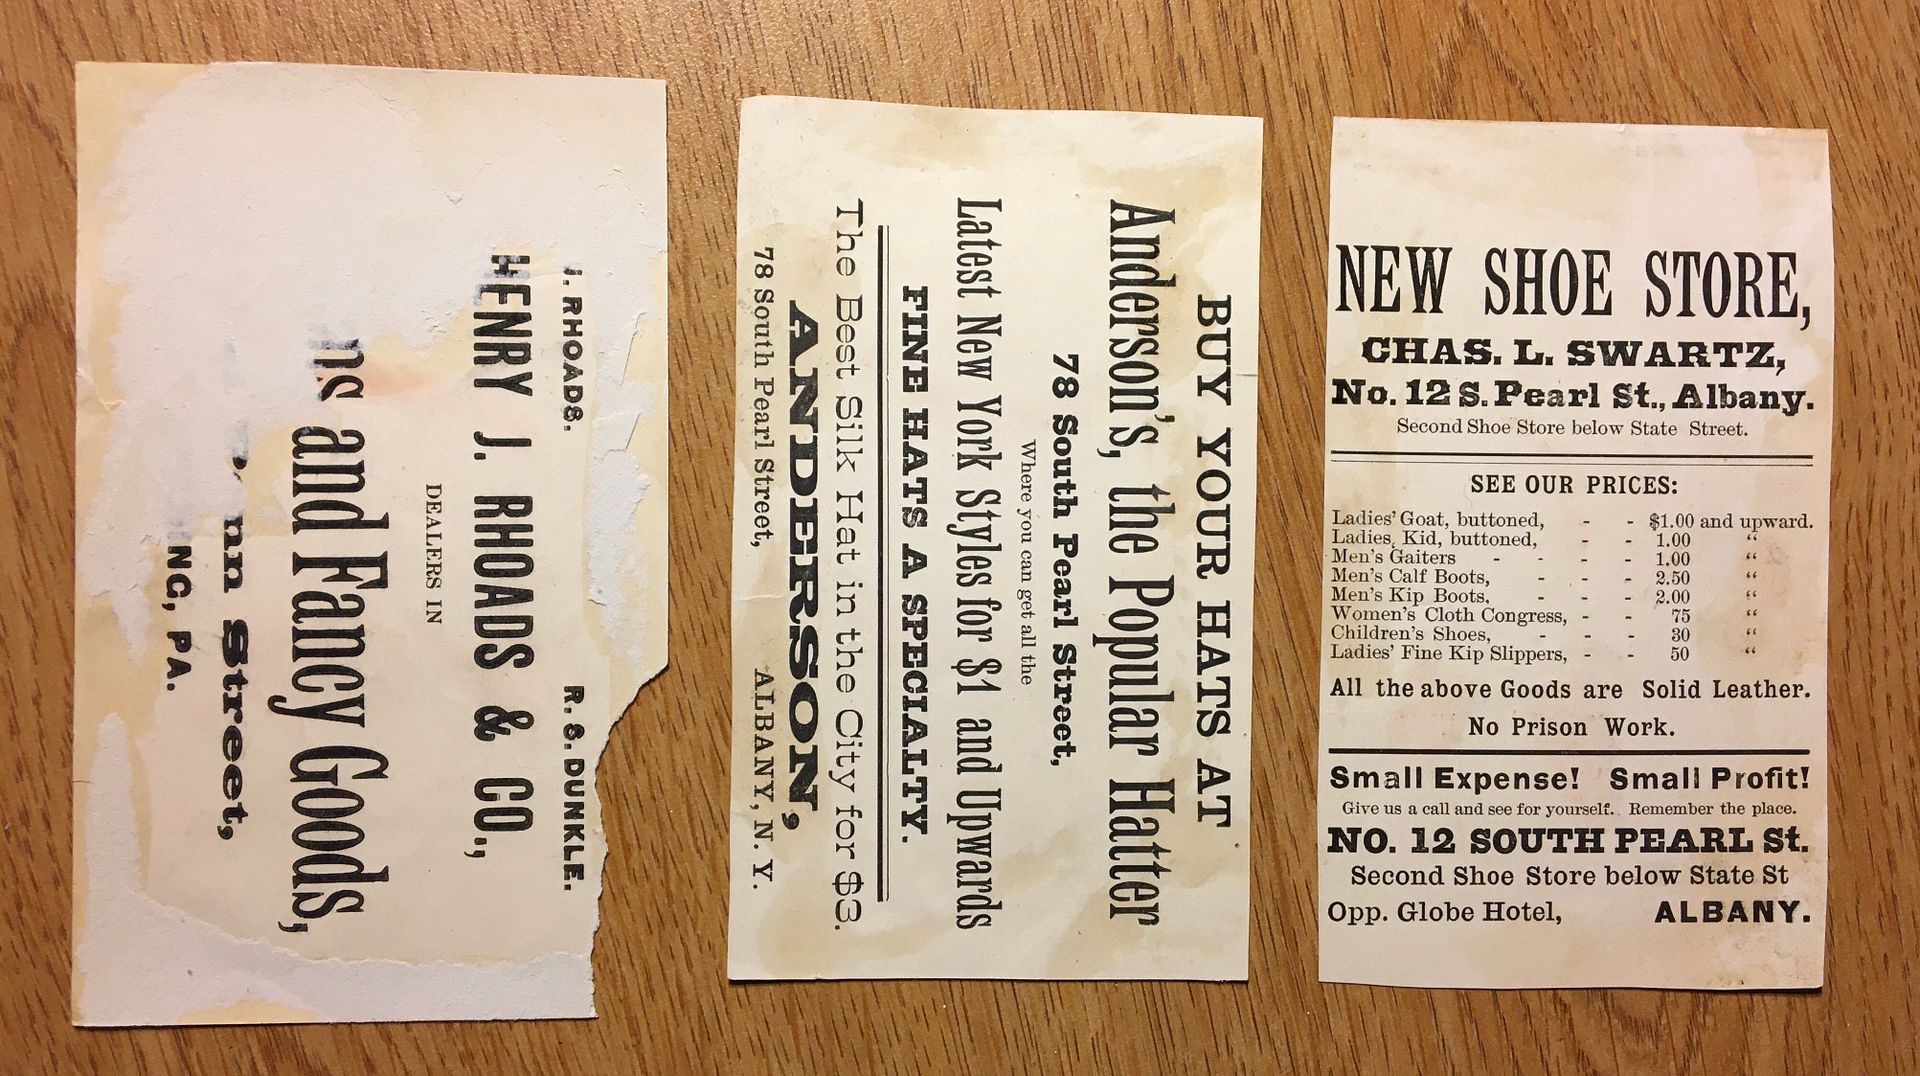 . RHOADS. R. S. DUNKLE.
HENRY J. RHOADS & CO.,
DEALERS IN
ns and Fancy Goods,
nn Street,
NG, PA.
BUY YOUR HATS AT
Anderson's, the Popular Hatter
78 South Pearl Street,
Where you can get all the
Latest New York Styles for $1 and Upwards
FINE HATS A SPECIALTY.
The Best Silk Hat in the City for $3.
ANDERSON,
78 South Pearl Street, ALBANY, N. Y.
NEW SHOE STORE,
CHAS. L. SWARTZ,
No. 12 S. Pearl St., Albany.
Second Shoe Store below State Street.
SEE OUR PRICES:
Ladies' Goat, buttoned, - - $1.00 and upward.
Ladies, Kid, buttoned, - - 1.00 “
Men's Gaiters - - - - 1.00 “
Men's Calf Boots, - - - 2.50 “
Men's Kip Boots. - - - 2.00 “
Women's Cloth Congress, - - 75 “
Children's Shoes, - - - 30 “
Ladies' Fine Kip Slippers, - - 50 “
All the above Goods are Solid Leather.
No Prison Work.
Small Expense! Small Profit!
Give us a call and see for yourself.. Remember the place.
NO. 12 SOUTH PEARL St.
Second Shoe Store below State St
Opp. Globe Hotel, ALBANY.